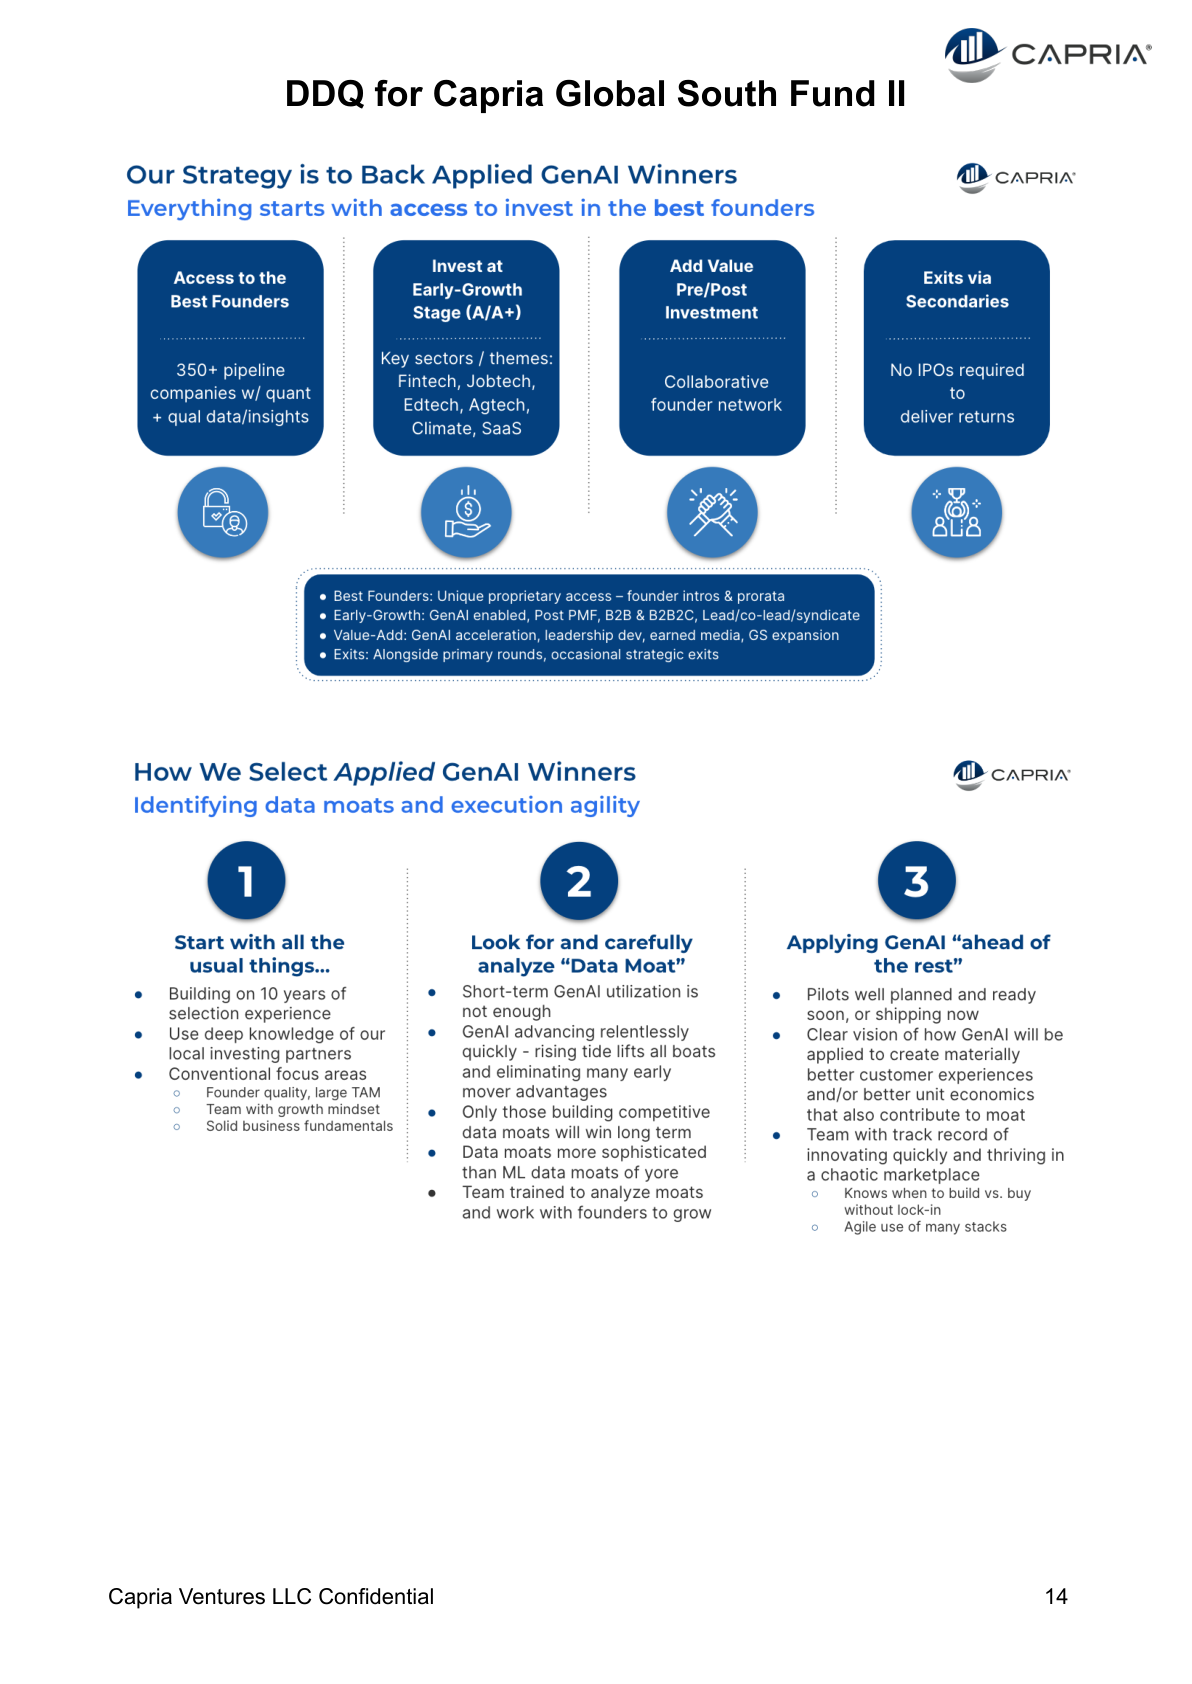 CAPRIA®
DDQ for Capria Global South Fund II
Our Strategy is to Back Applied GenAI Winners
CAPRIA®
Everything starts with access to invest in the best founders
Access to the
Best Founders
350+ pipeline
companies w/ quant
+ qual data/insights
Invest at
Early-Growth
Stage (A/A+)
Key sectors / themes:
Fintech, Jobtech,
Edtech, Agtech,
Climate, SaaS
Add Value
Pre/Post
Investment
Collaborative
founder network
Exits via
Secondaries
No IPOs required
to
deliver returns
● Best Founders: Unique proprietary access – founder intros & prorata
● Early-Growth: GenAI enabled, Post PMF, B2B & B2B2C, Lead/co-lead/syndicate
● Value-Add: GenAI acceleration, leadership dev, earned media, GS expansion
● Exits: Alongside primary rounds, occasional strategic exits
How We Select Applied GenAI Winners
CAPRIA®
Identifying data moats and execution agility
1
Start with all the
usual things...
● Building on 10 years of
selection experience
● Use deep knowledge of our
local investing partners
● Conventional focus areas
○ Founder quality, large TAM
○ Team with growth mindset
○ Solid business fundamentals
2
Look for and carefully
analyze “Data Moat”
● Short-term GenAI utilization is
not enough
● GenAI advancing relentlessly
quickly - rising tide lifts all boats
and eliminating many early
mover advantages
● Only those building competitive
data moats will win long term
● Data moats more sophisticated
than ML data moats of yore
● Team trained to analyze moats
and work with founders to grow
3
Applying GenAI “ahead of
the rest”
● Pilots well planned and ready
soon, or shipping now
● Clear vision of how GenAI will be
applied to create materially
better customer experiences
and/or better unit economics
that also contribute to moat
● Team with track record of
innovating quickly and thriving in
a chaotic marketplace
○ Knows when to build vs. buy
without lock-in
○ Agile use of many stacks
Capria Ventures LLC Confidential
14